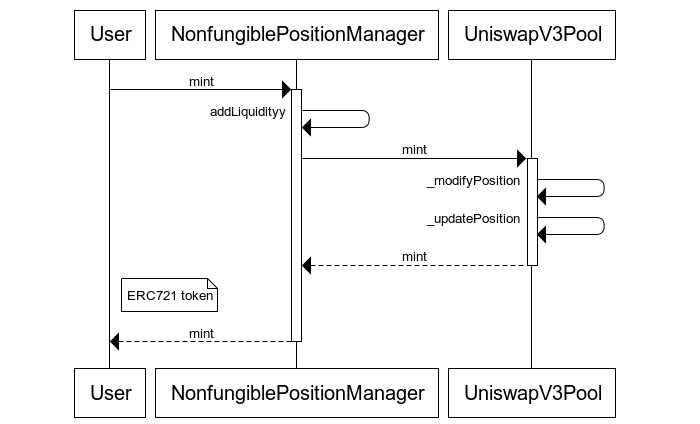 User
NonfungiblePositionManager
UniswapV3Pool
mint
addLiquidityy
mint
_modifyPosition
_updatePosition
mint
ERC721 token
mint
User
NonfungiblePositionManager
UniswapV3Pool